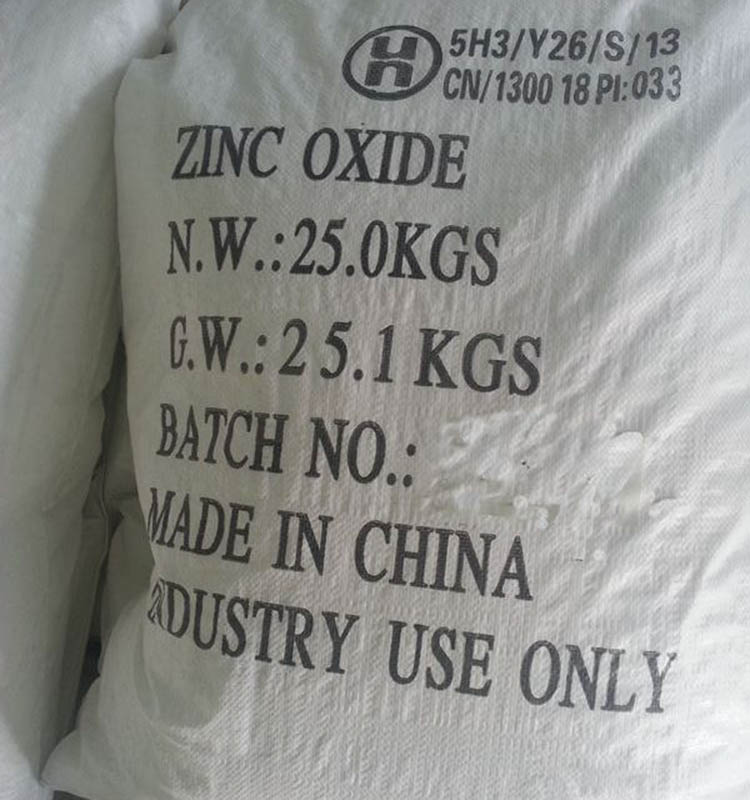 5H3/Y26/S/13
CN/1300 18 PI:033
ZINC OXIDE
N.W.:25.0KGS
G.W.:25.1KGS
BATCH NO.:
MADE IN CHINA
INDUSTRY USE ONLY